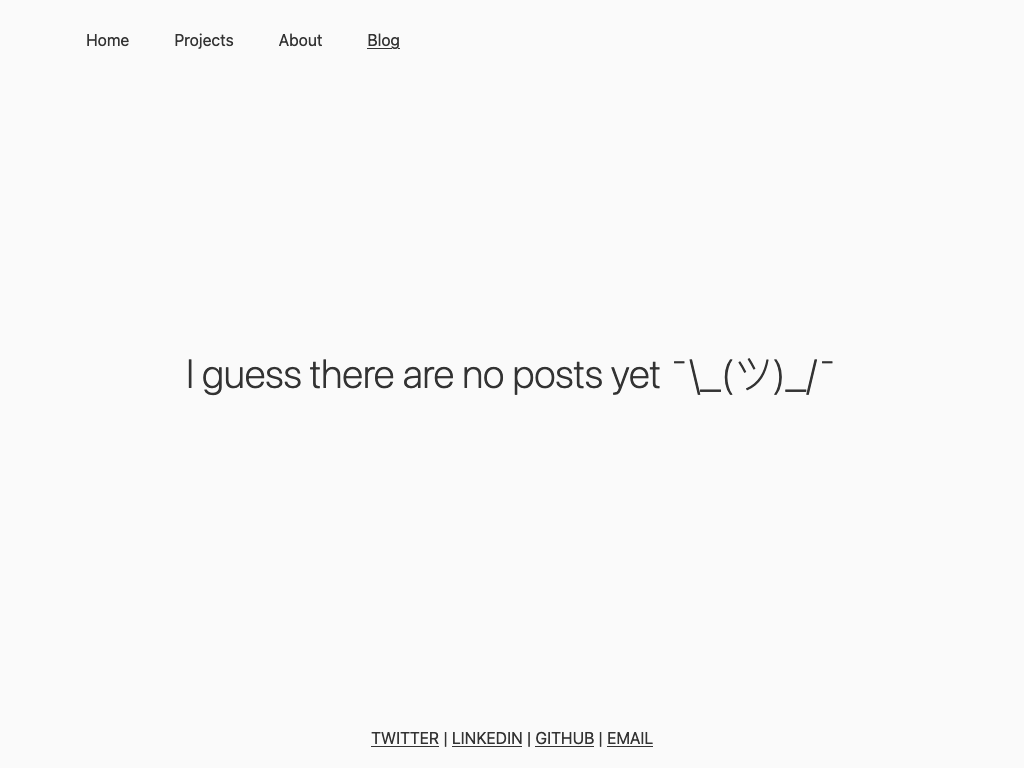 Home Projects About Blog
I guess there are no posts yet ¯\_(ツ)_/¯
TWITTER | LINKEDIN | GITHUB | EMAIL